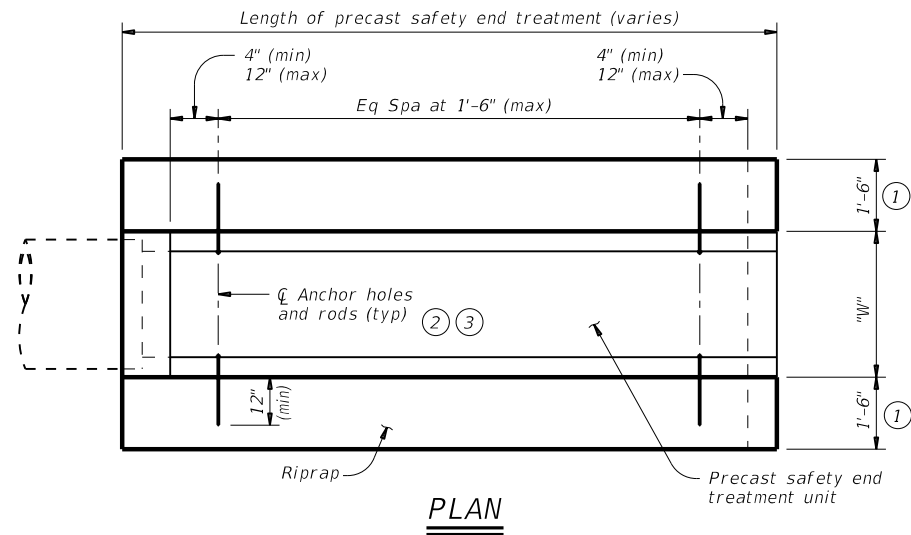 Length of precast safety end treatment (varies)
4" (min)
12" (max)
4" (min)
12" (max)
Eq Spa at 1'-6" (max)
1'-6"
1
℄ Anchor holes
and rods (typ)
2 3
"W"
12"
(min)
1'-6"
1
Riprap
Precast safety end
treatment unit
PLAN